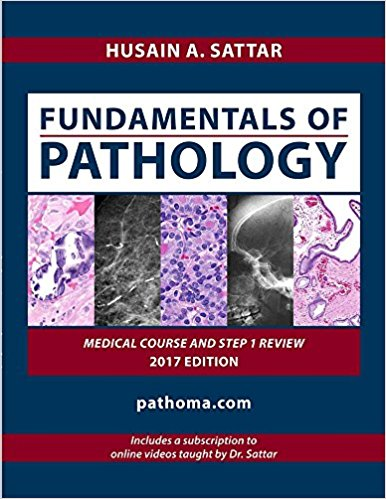 HUSAIN A. SATTAR
FUNDAMENTALS OF
PATHOLOGY
MEDICAL COURSE AND STEP 1 REVIEW
2017 EDITION
pathoma.com
Includes a subscription to
online videos taught by Dr. Sattar